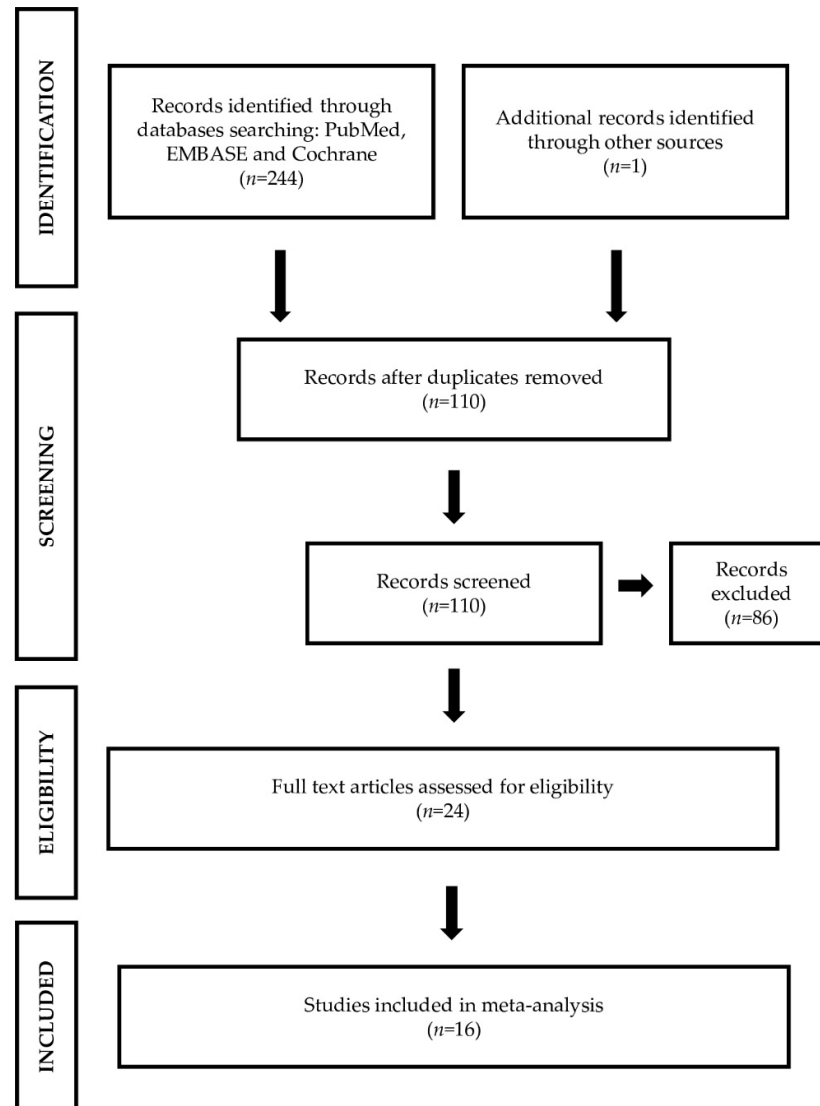 IDENTIFICATION
Records identified through
databases searching: PubMed,
EMBASE and Cochrane
(n=244)
Additional records identified
through other sources
(n=1)
SCREENING
Records after duplicates removed
(n=110)
Records screened
(n=110)
Records
excluded
(n=86)
ELIGIBILITY
Full text articles assessed for eligibility
(n=24)
INCLUDED
Studies included in meta-analysis
(n=16)